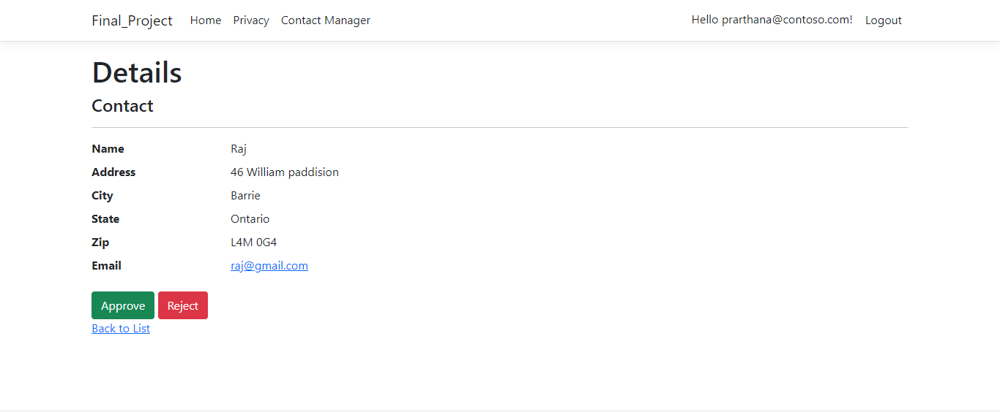 Final_Project Home Privacy Contact Manager Hello prarthana@contoso.com! Logout
Details
Contact
Name Raj
Address 46 William paddision
City Barrie
State Ontario
Zip L4M 0G4
Email raj@gmail.com
Approve Reject
Back to List